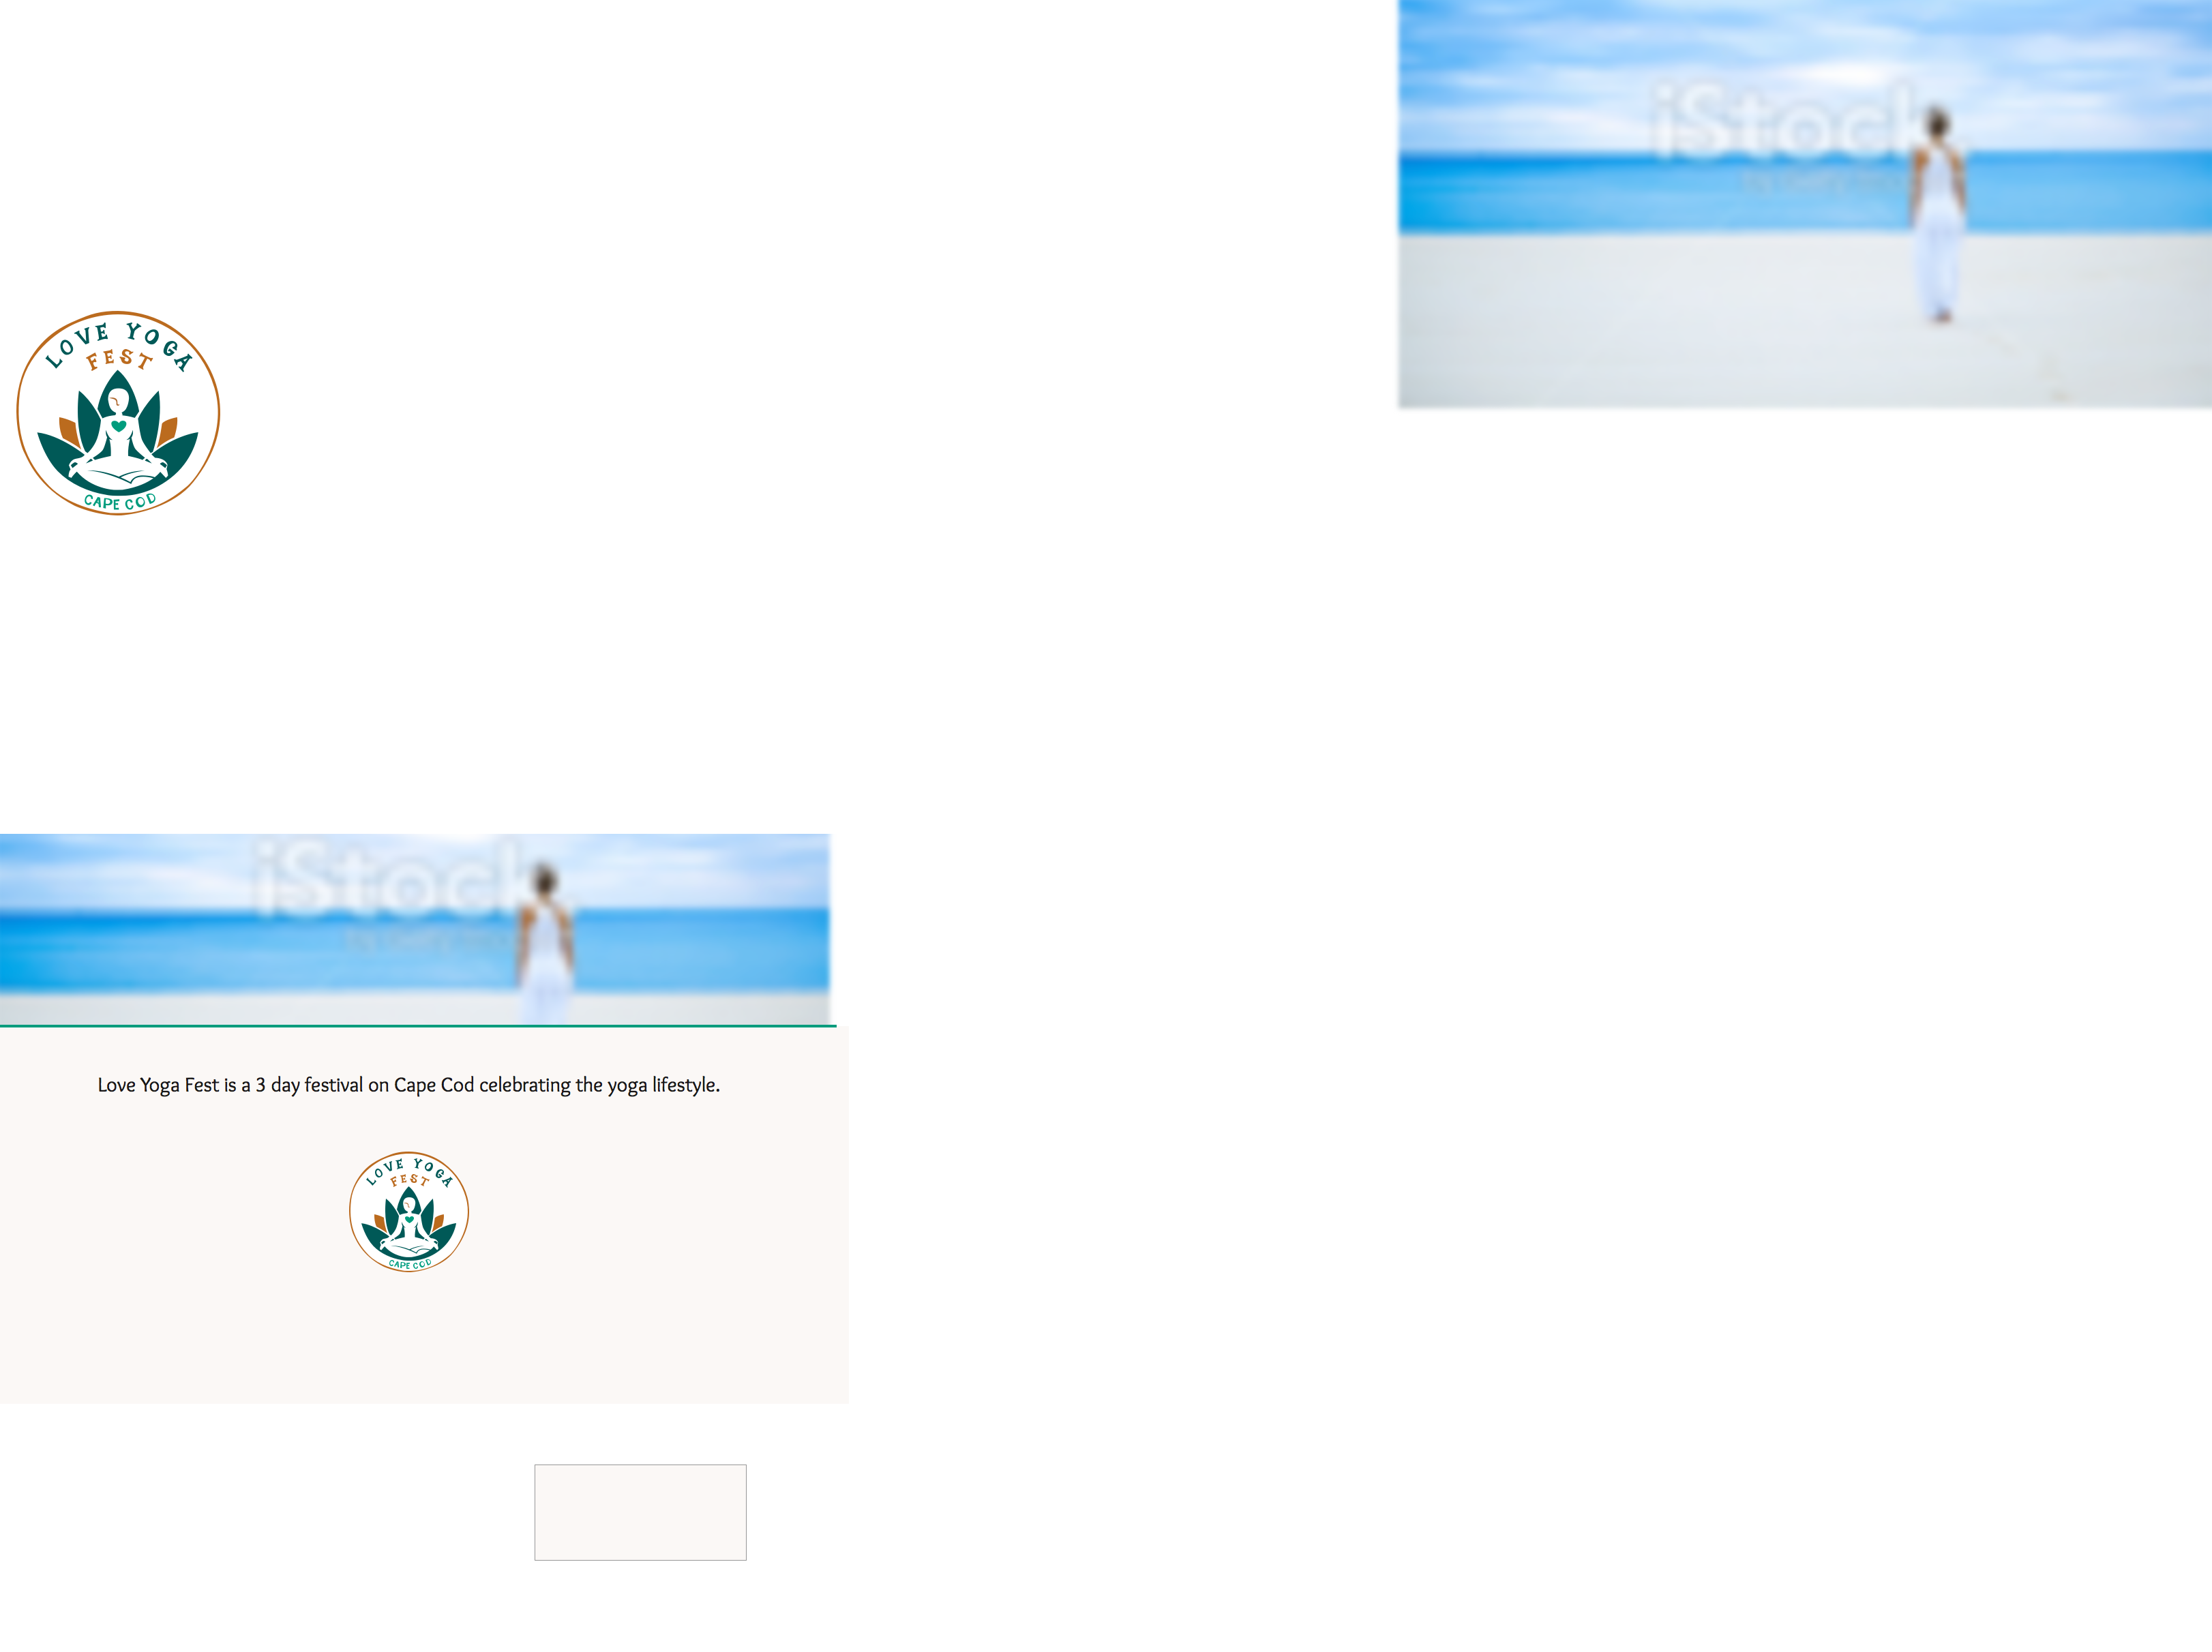 iStock
LOVE YOGA
FEST
CAPE COD
iStock
Love Yoga Fest is a 3 day festival on Cape Cod celebrating the yoga lifestyle.
LOVE YOGA
FEST
CAPE COD